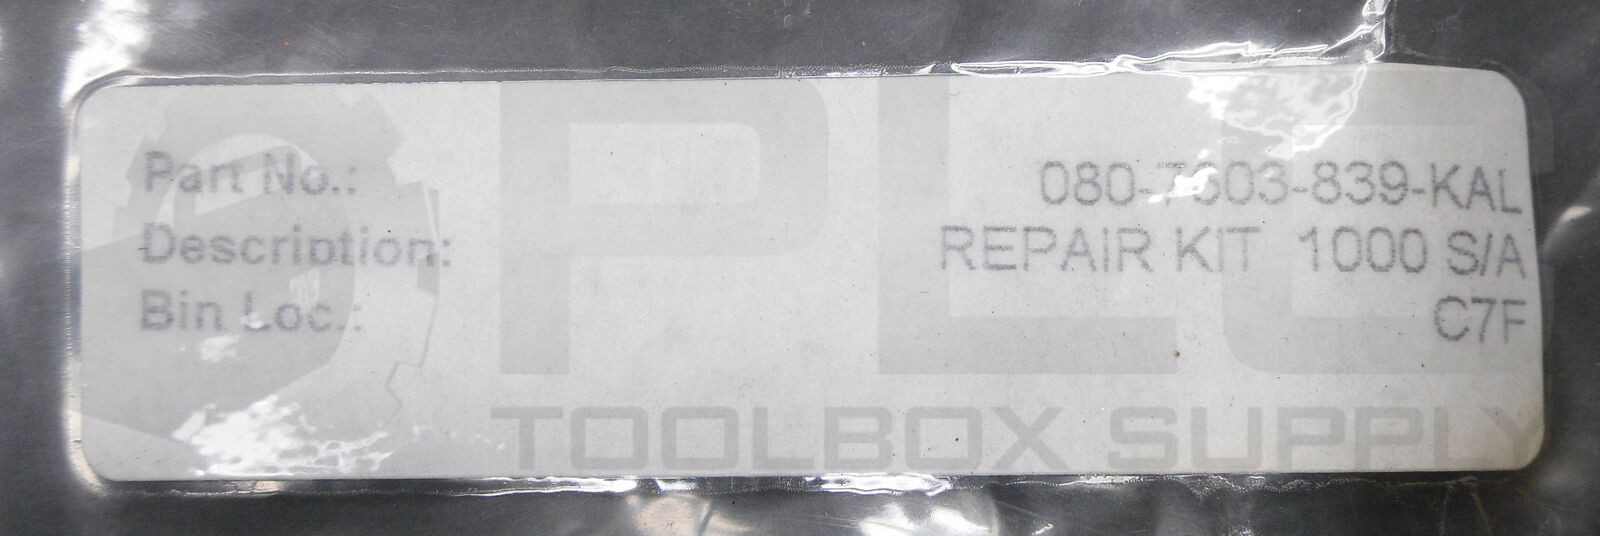 Part No.: 080-7603-839-KAL
Description: REPAIR KIT 1000 S/A
Bin Loc.: C7F
PLC
TOOLBOX SUPPLY